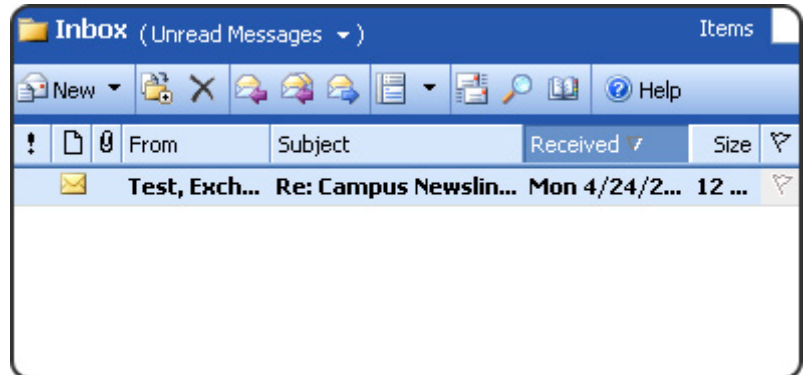 Inbox (Unread Messages) Items
New Help
! From Subject Received Size
Test, Exch... Re: Campus Newslin... Mon 4/24/2... 12 ...